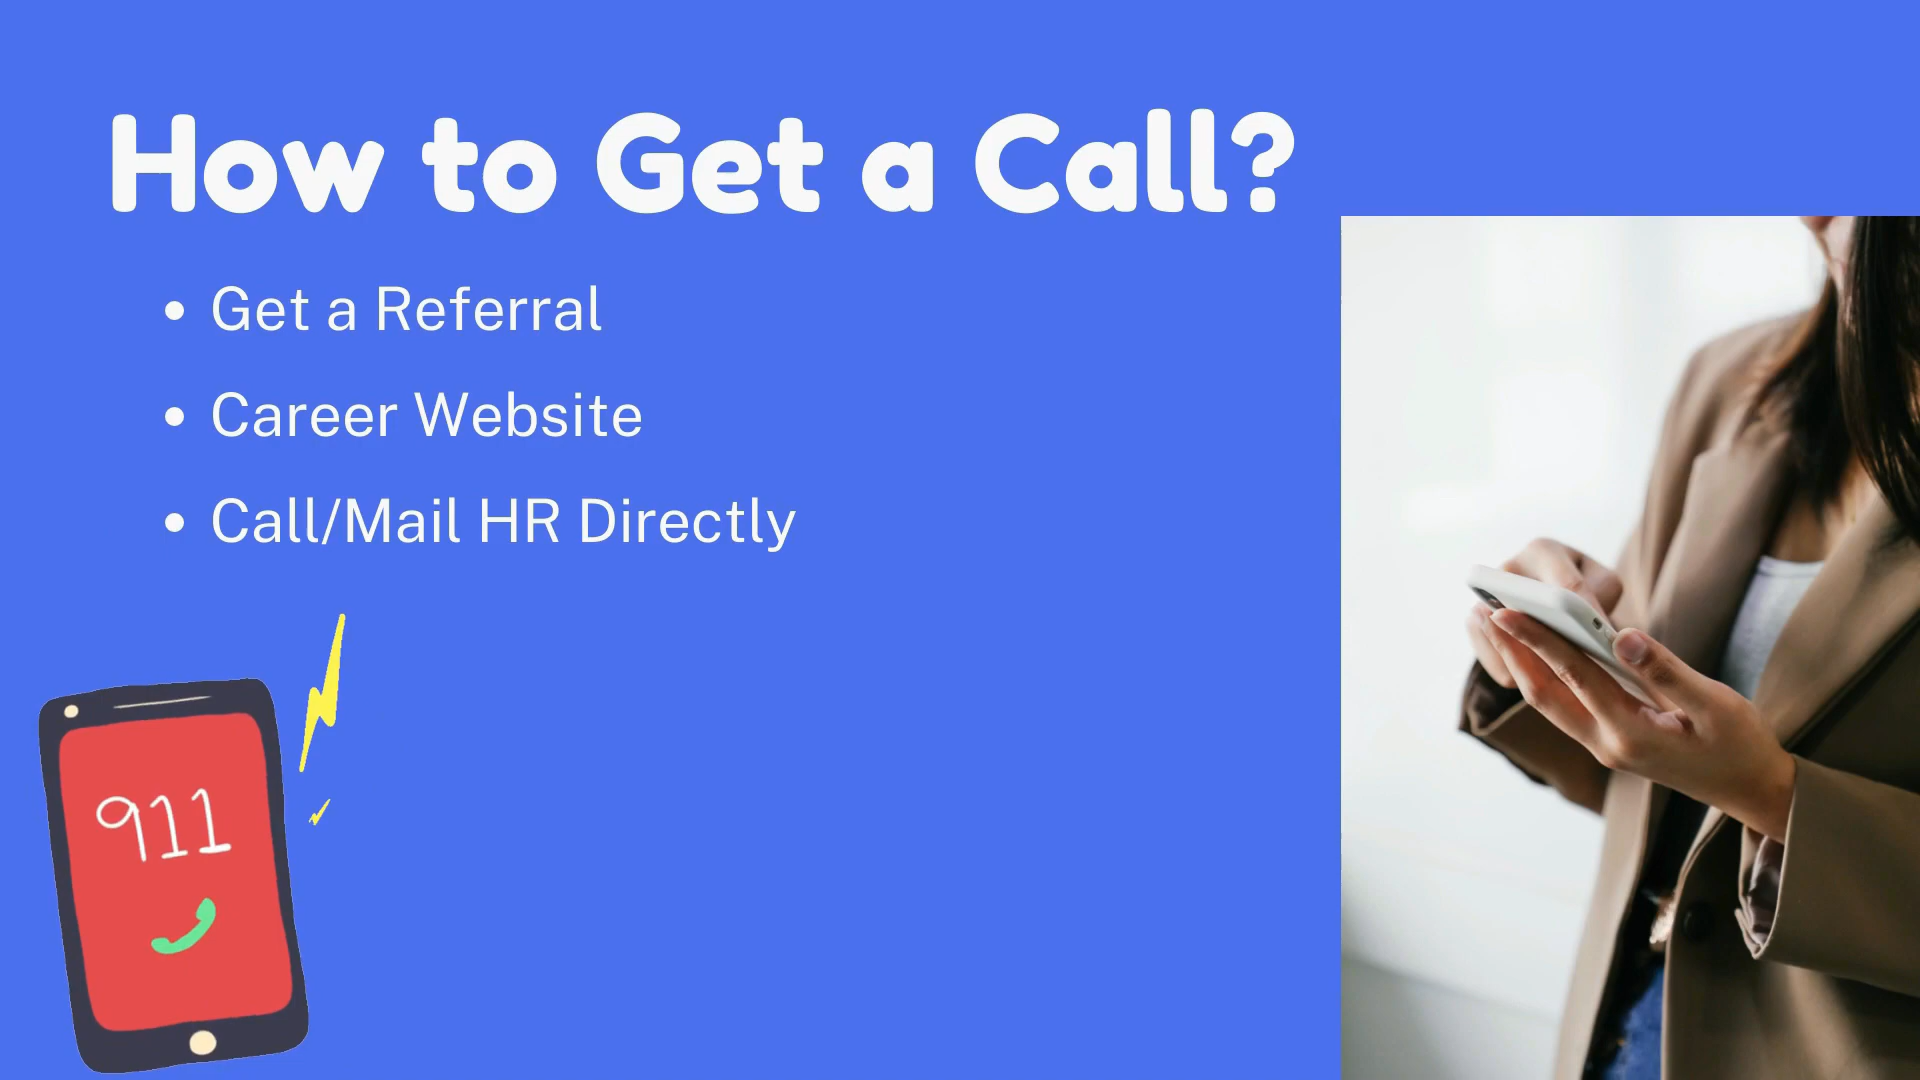 How to Get a Call?
Get a Referral
Career Website
Call/Mail HR Directly
911